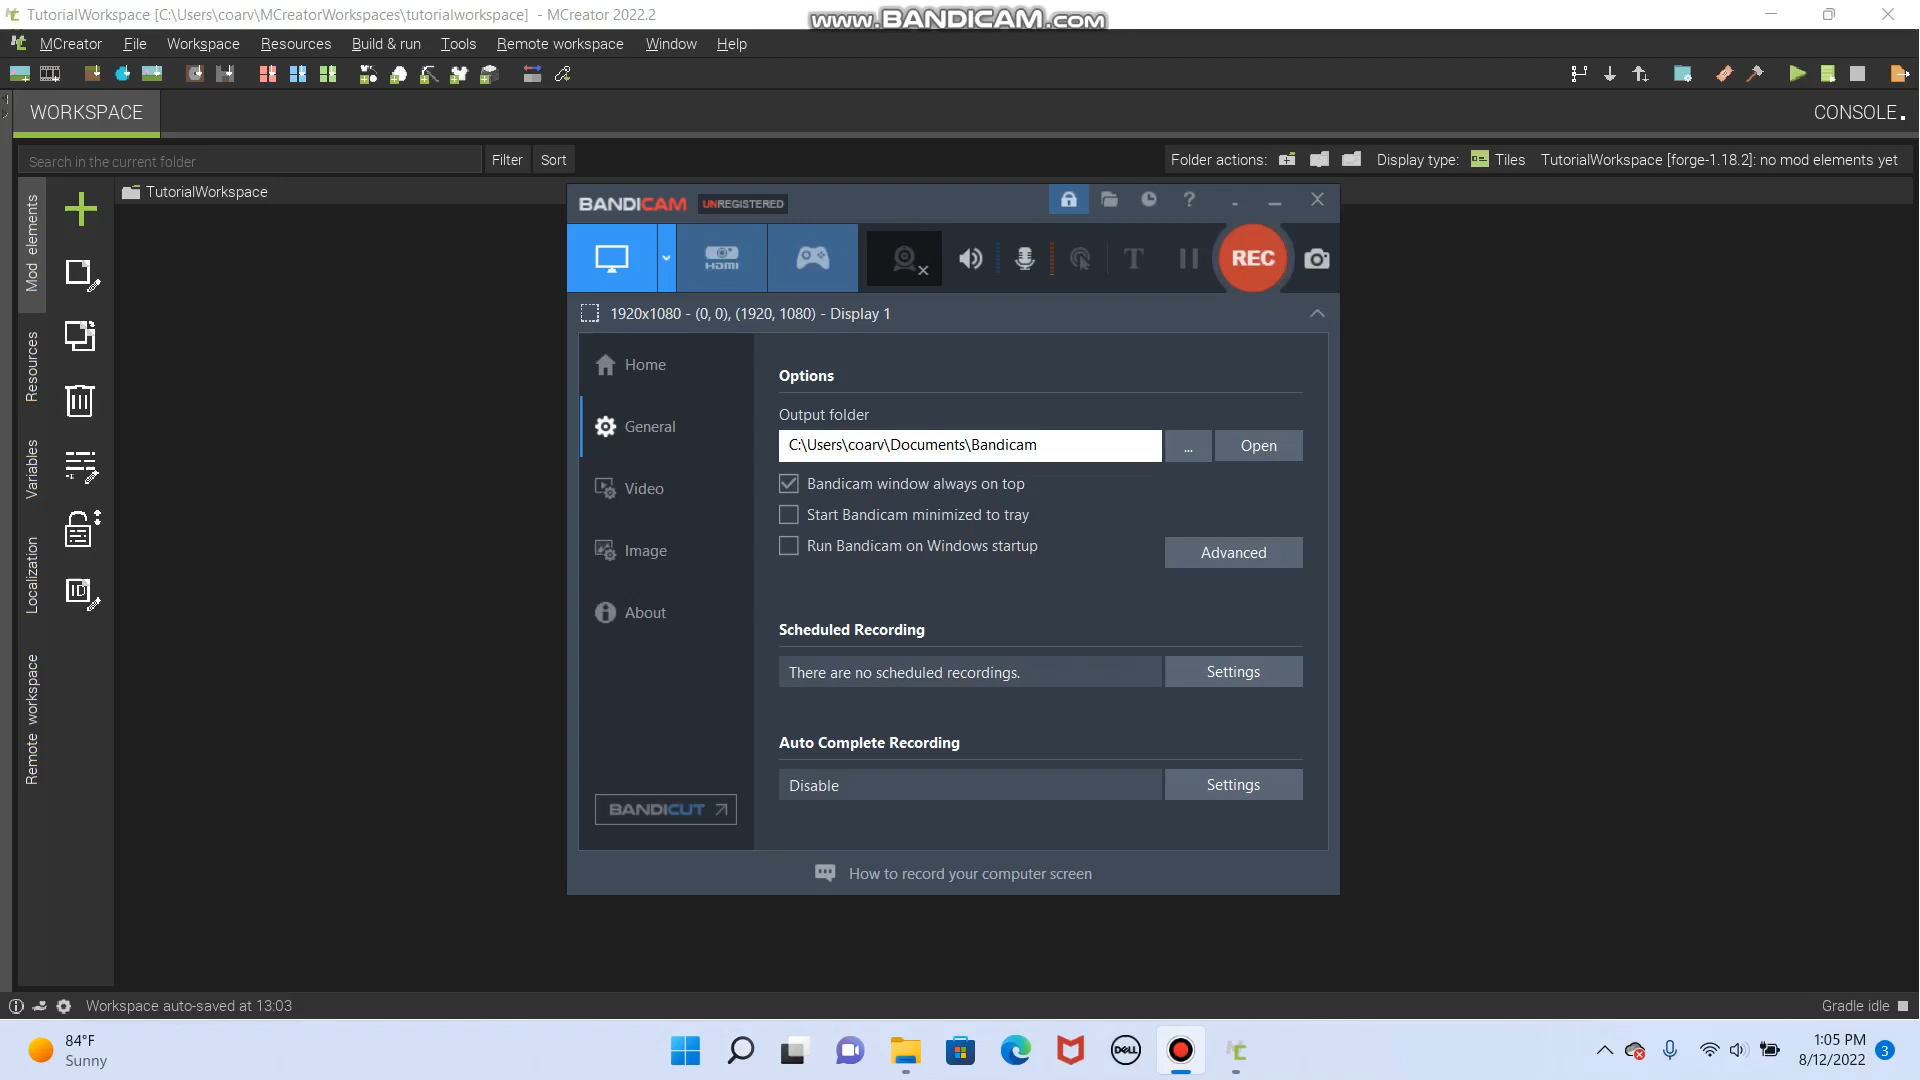 TutorialWorkspace [C:\Users\coarv\MCreatorWorkspaces\tutorialworkspace] - MCreator 2022.2
www.BANDICAM.com
MCreator File Workspace Resources Build & run Tools Remote workspace Window Help
WORKSPACE
CONSALE
Search in the current folder
Filter
Sort
Folder actions:
Display type:
Tiles
TutorialWorkspace [forge-1.18.2]: no mod elements yet
TutorialWorkspace
Mod elements
Resources
Variables
Localization
Remote workspace
ID
BANDICAM UNREGISTERED
?
HDMI
T
REC
1920x1080 - (0, 0), (1920, 1080) - Display 1
Home
General
Video
Image
About
BANDICUT
Options
Output folder
C:\Users\coarv\Documents\Bandicam
...
Open
Bandicam window always on top
Start Bandicam minimized to tray
Run Bandicam on Windows startup
Advanced
Scheduled Recording
There are no scheduled recordings.
Settings
Auto Complete Recording
Disable
Settings
How to record your computer screen
Workspace auto-saved at 13:03
Gradle idle
84°F
Sunny
DELL
1:05 PM
8/12/2022
3